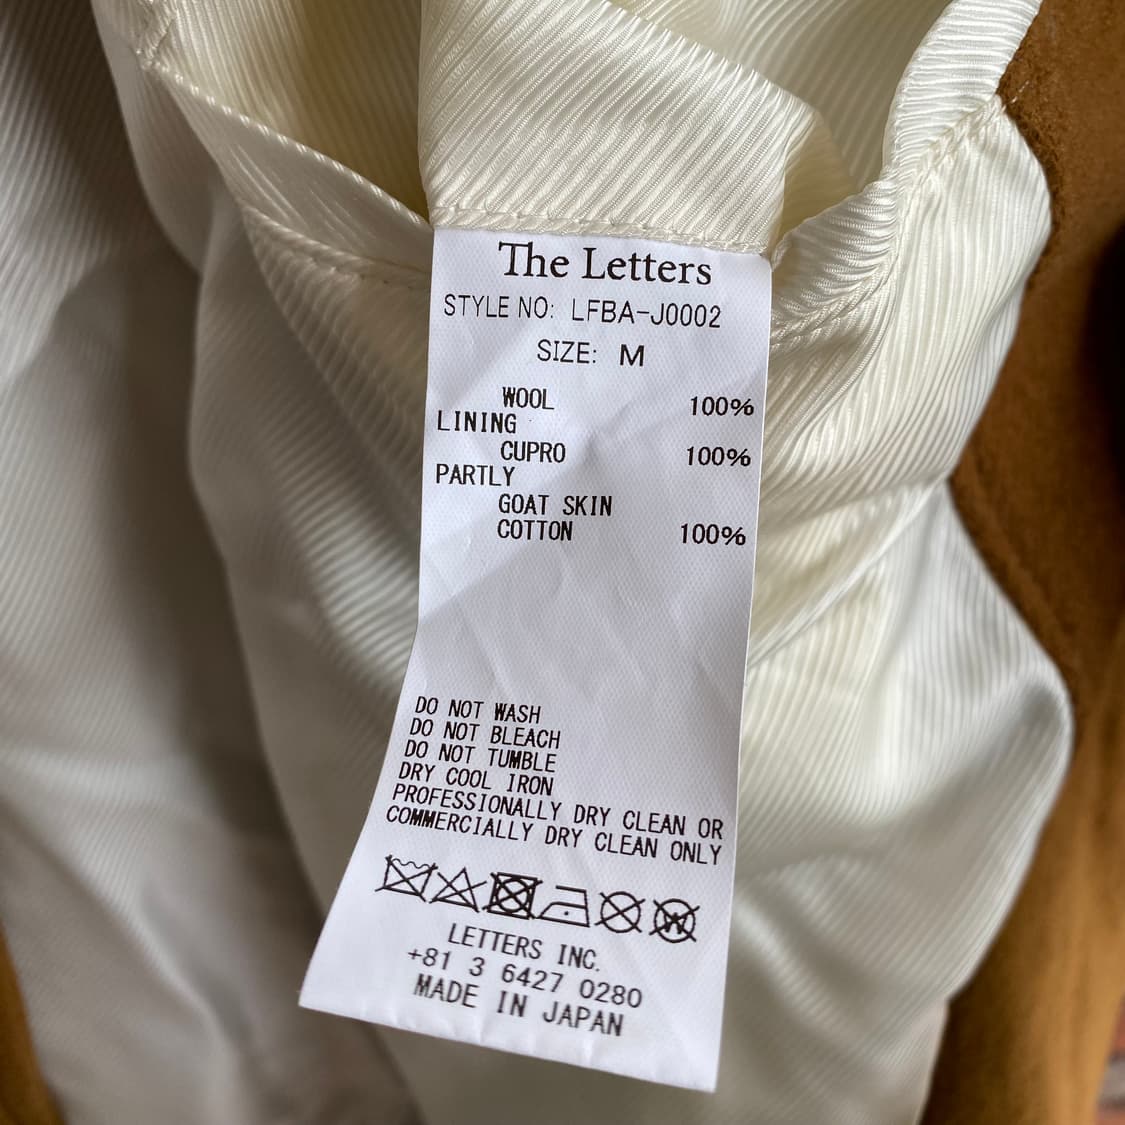 The Letters
STYLE NO: LFBA-J0002
SIZE: M
WOOL 100%
LINING
CUPRO 100%
PARTLY
GOAT SKIN
COTTON 100%
DO NOT WASH
DO NOT BLEACH
DO NOT TUMBLE
DRY COOL IRON
PROFESSIONALLY DRY CLEAN OR
COMMERCIALLY DRY CLEAN ONLY
W
LETTERS INC.
+81 3 6427 0280
MADE IN JAPAN